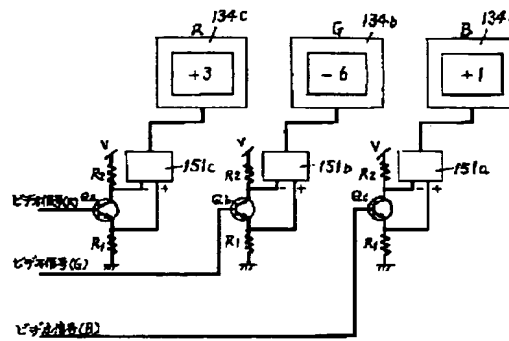 R 134c G 134b B 134a
+3 -6 +1
V V V
R2 151c R2 151b R2 151a
- + - + - +
ビデオ信号(R) Qa Qb Qc
R1 R1 R1
ビデオ信号(G)
ビデオ信号(B)